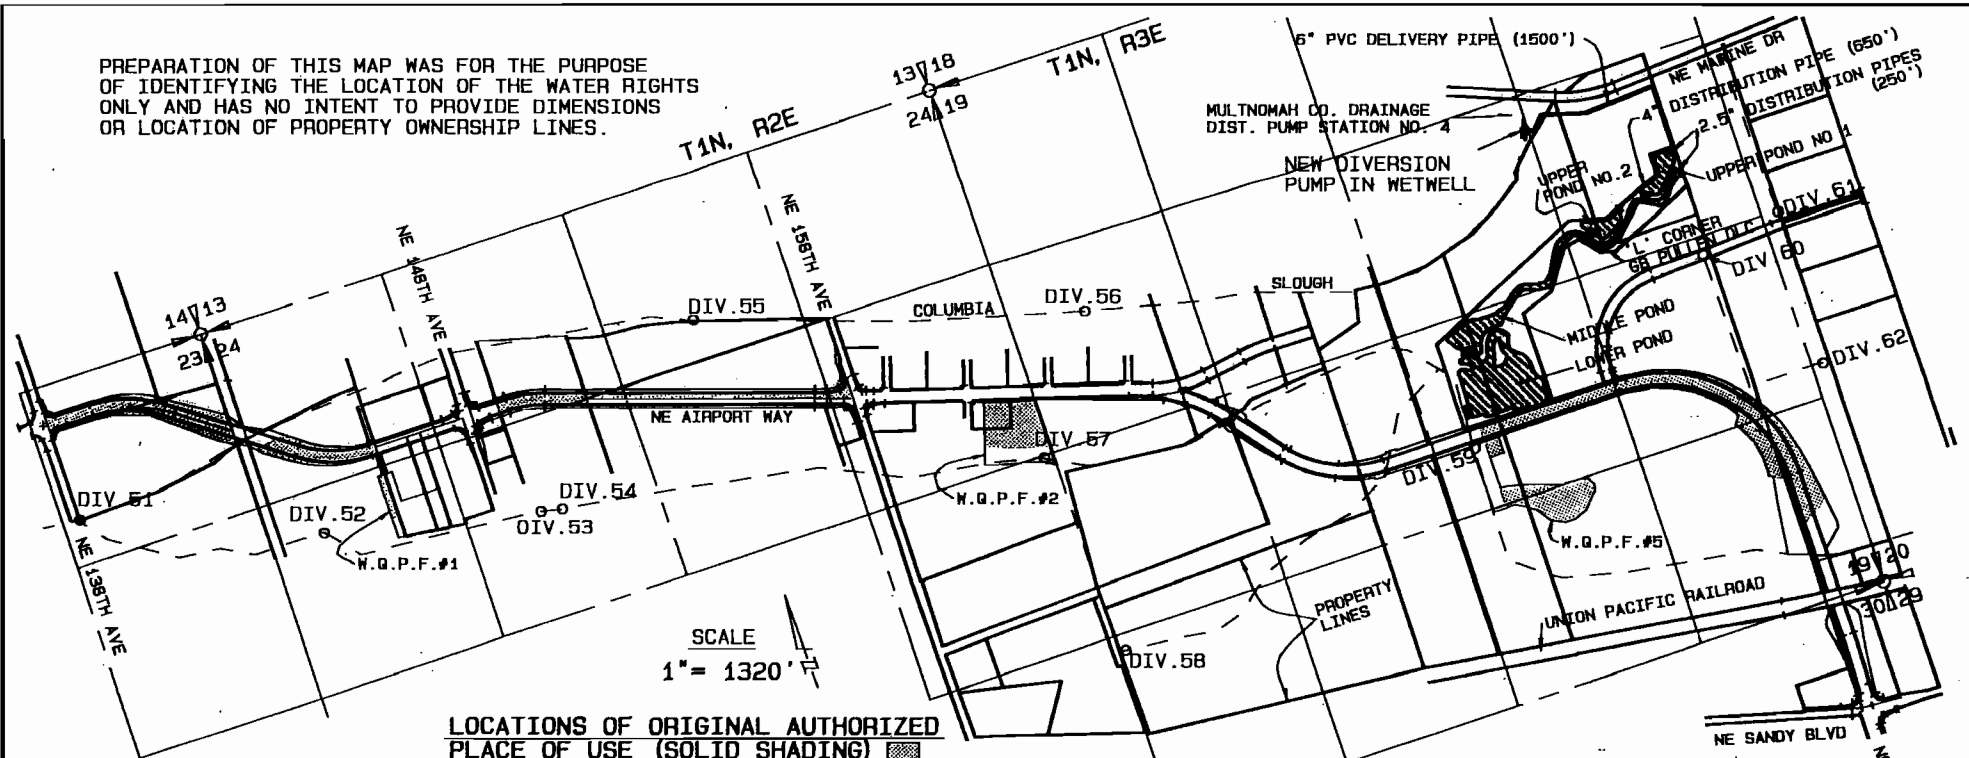 PREPARATION OF THIS MAP WAS FOR THE PURPOSE
OF IDENTIFYING THE LOCATION OF THE WATER RIGHTS
ONLY AND HAS NO INTENT TO PROVIDE DIMENSIONS
OR LOCATION OF PROPERTY OWNERSHIP LINES.
T1N, R2E
13 18
24 19
T1N, R3E
6" PVC DELIVERY PIPE (1500')
NE MARINE DR
4" DISTRIBUTION PIPE (650')
2.5" DISTRIBUTION PIPES
(250')
MULTNOMAH CO. DRAINAGE
DIST. PUMP STATION NO. 4
NEW DIVERSION
PUMP IN WETWELL
UPPER
POND NO.2
UPPER POND NO 1
DIV.61
"L" CORNER
GB PULLEN DLC
DIV 60
NE 158TH AVE
NE 148TH AVE
14 13
23 24
DIV.55
COLUMBIA
DIV.56
SLOUGH
MIDDLE POND
LOWER POND
DIV.62
NE AIRPORT WAY
DIV 57
DIV.59
DIV.51
DIV.52
DIV.54
DIV.53
W.Q.P.F.#2
W.Q.P.F.#1
W.Q.P.F.#5
NE 138TH AVE
19 20
30 29
UNION PACIFIC RAILROAD
PROPERTY
LINES
SCALE
1"= 1320'
DIV.58
LOCATIONS OF ORIGINAL AUTHORIZED
PLACE OF USE (SOLID SHADING)
NE SANDY BLVD